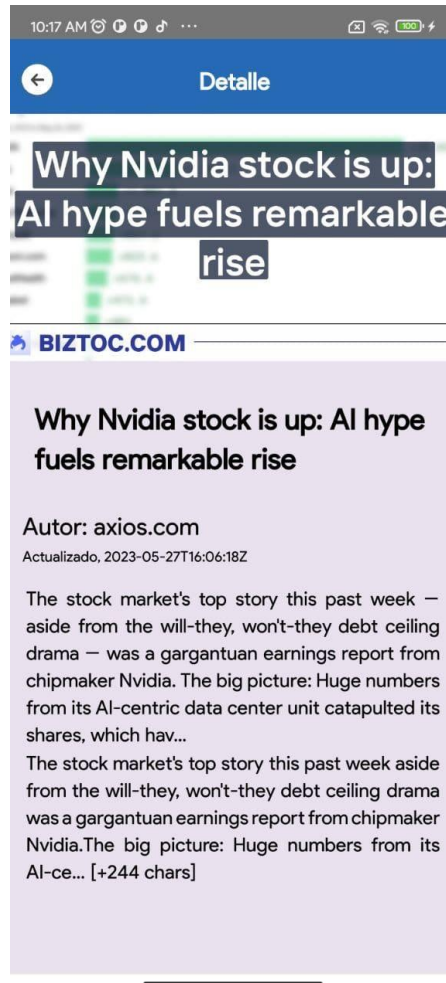 10:17 AM
100
Detalle
Why Nvidia stock is up:
AI hype fuels remarkable
rise
BIZTOC.COM
Why Nvidia stock is up: AI hype
fuels remarkable rise
Autor: axios.com
Actualizado, 2023-05-27T16:06:18Z
The stock market's top story this past week —
aside from the will-they, won't-they debt ceiling
drama — was a gargantuan earnings report from
chipmaker Nvidia. The big picture: Huge numbers
from its AI-centric data center unit catapulted its
shares, which hav...
The stock market's top story this past week aside
from the will-they, won't-they debt ceiling drama
was a gargantuan earnings report from chipmaker
Nvidia.The big picture: Huge numbers from its
AI-ce... [+244 chars]